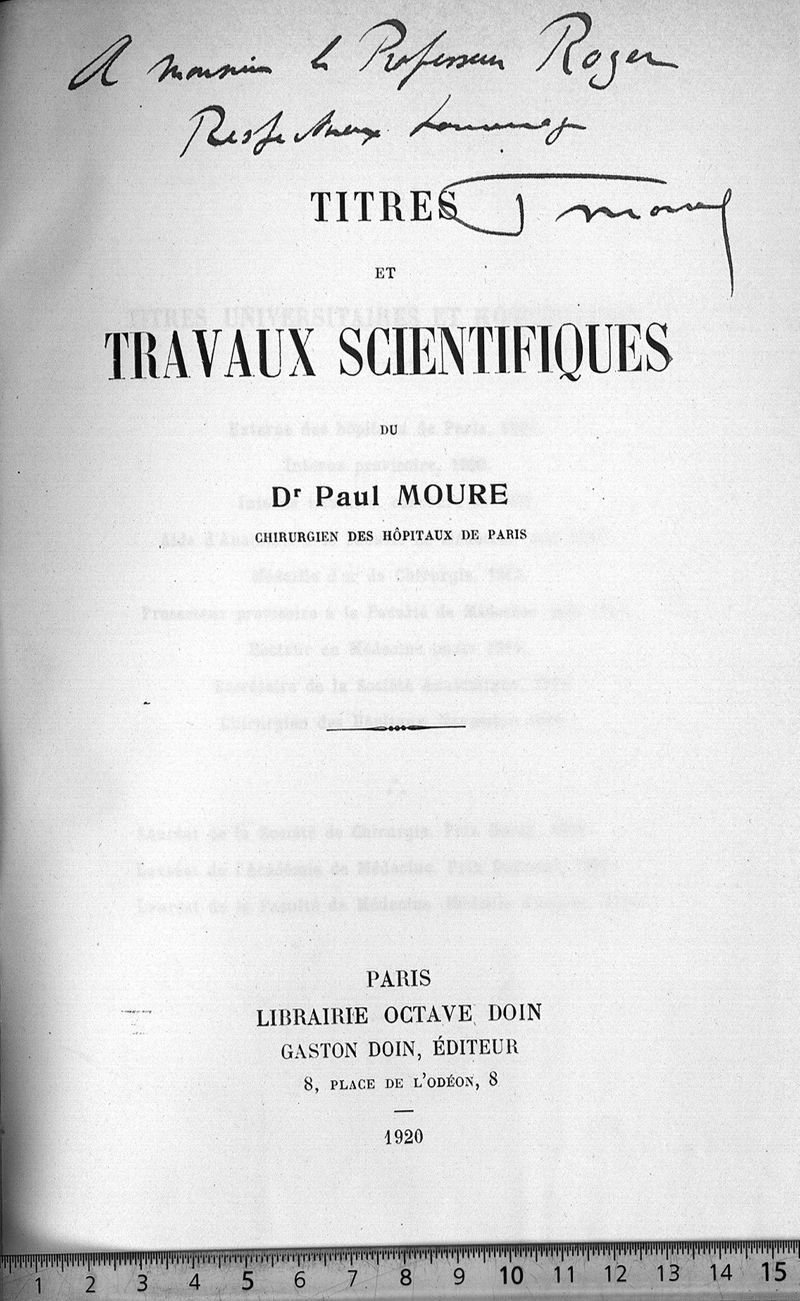 A Monsieur le Professeur Roger
Respectueux hommage
P Moure
TITRES
ET
TRAVAUX SCIENTIFIQUES
DU
Dr Paul MOURE
CHIRURGIEN DES HÔPITAUX DE PARIS
PARIS
LIBRAIRIE OCTAVE DOIN
GASTON DOIN, ÉDITEUR
8, PLACE DE L'ODÉON, 8
1920
1 2 3 4 5 6 7 8 9 10 11 12 13 14 15